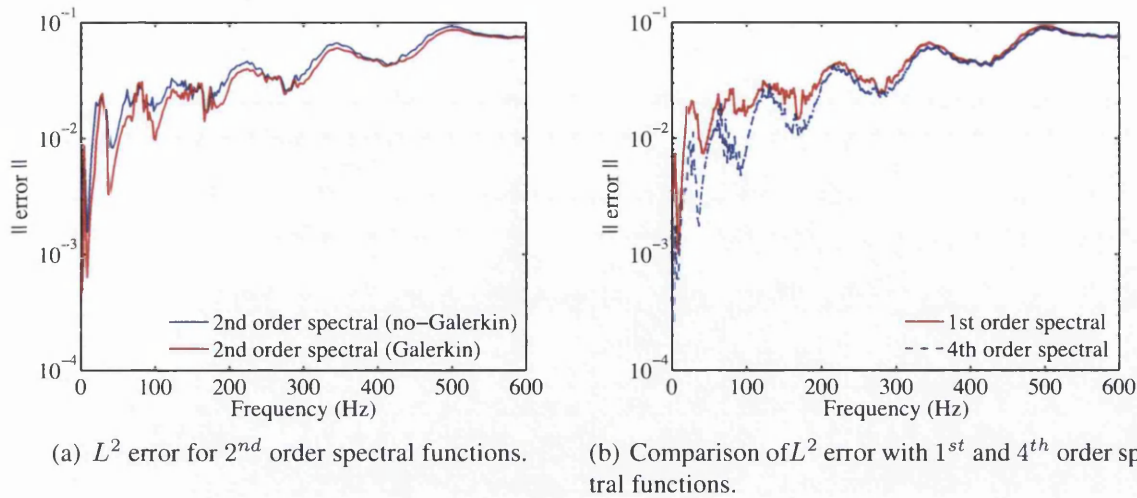 10^{-1}
10^{-2}
10^{-3}
10^{-4}
|| error ||
2nd order spectral (no−Galerkin)
2nd order spectral (Galerkin)
0 100 200 300 400 500 600
Frequency (Hz)
(a) L^2 error for 2^{nd} order spectral functions.
10^{-1}
10^{-2}
10^{-3}
10^{-4}
|| error ||
1st order spectral
4th order spectral
0 100 200 300 400 500 600
Frequency (Hz)
(b) Comparison of L^2 error with 1^{st} and 4^{th} order sp
tral functions.